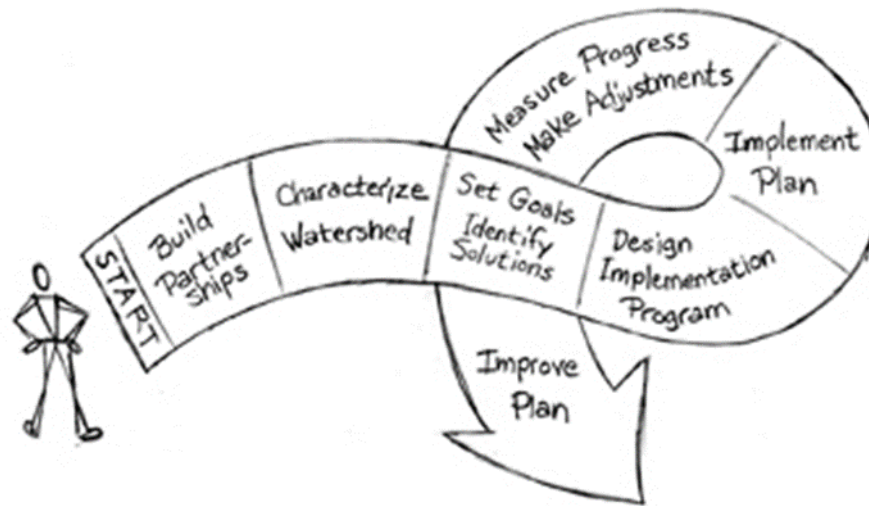 START
Build
Partner-
ships
Characterize
Watershed
Set Goals
Identify
Solutions
Design
Implementation
Program
Implement
Plan
Measure Progress
Make Adjustments
Improve
Plan